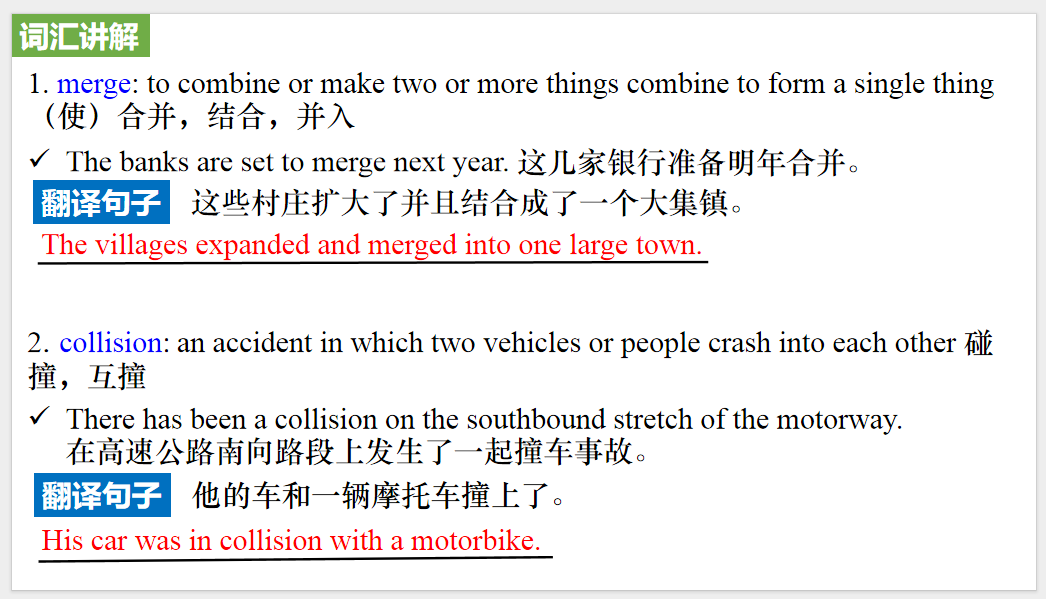 词汇讲解
1. merge: to combine or make two or more things combine to form a single thing
（使）合并，结合，并入
✓ The banks are set to merge next year. 这几家银行准备明年合并。
翻译句子 这些村庄扩大了并且结合成了一个大集镇。
The villages expanded and merged into one large town.
2. collision: an accident in which two vehicles or people crash into each other 碰
撞，互撞
✓ There has been a collision on the southbound stretch of the motorway.
在高速公路南向路段上发生了一起撞车事故。
翻译句子 他的车和一辆摩托车撞上了。
His car was in collision with a motorbike.